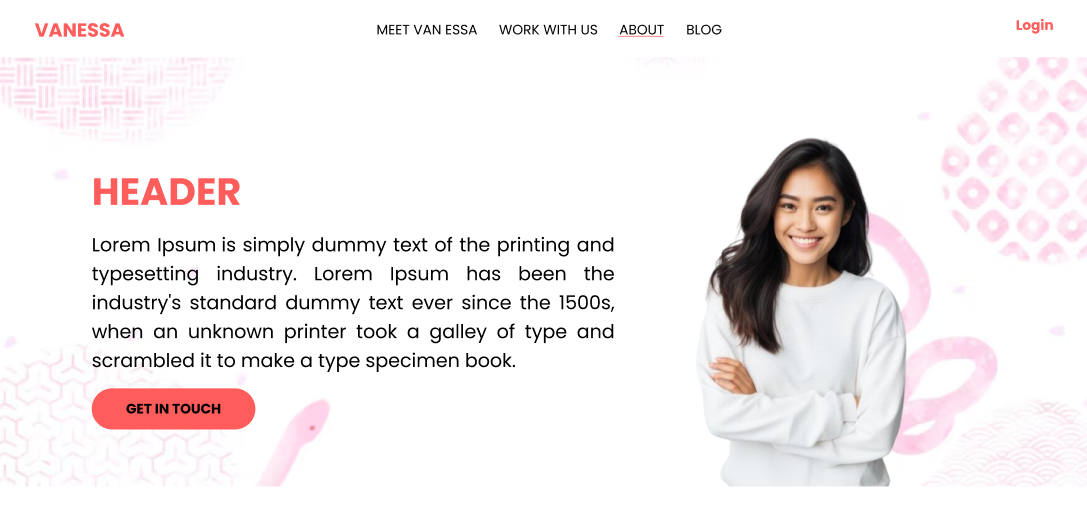 VANESSA
MEET VAN ESSA WORK WITH US ABOUT BLOG
Login
HEADER
Lorem Ipsum is simply dummy text of the printing and
typesetting industry. Lorem Ipsum has been the
industry's standard dummy text ever since the 1500s,
when an unknown printer took a galley of type and
scrambled it to make a type specimen book.
GET IN TOUCH